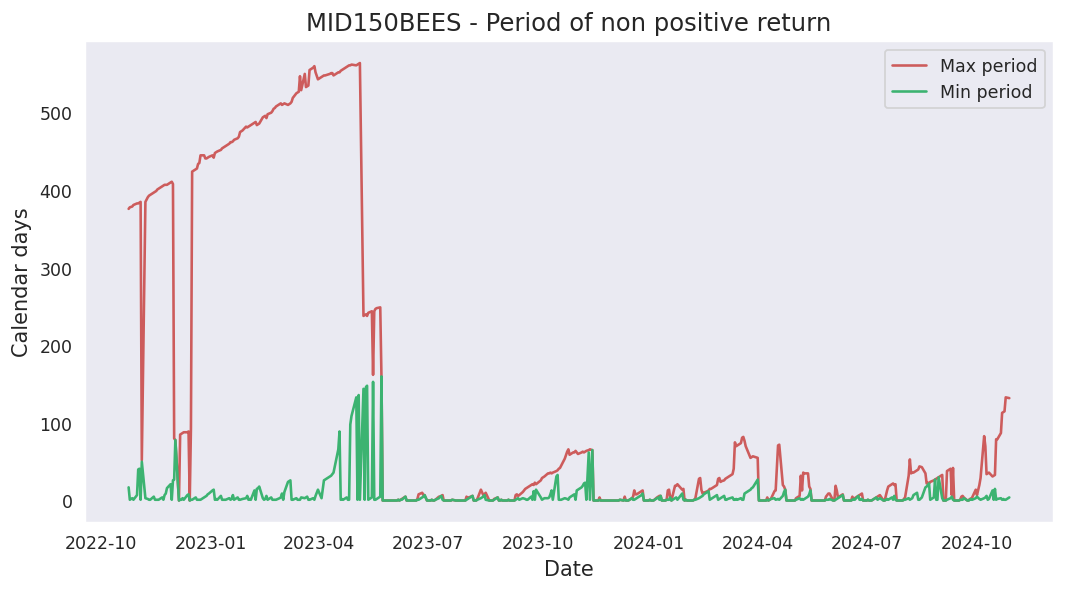 MID150BEES - Period of non positive return
Max period
Min period
Calendar days
500
400
300
200
100
0
2022-10 2023-01 2023-04 2023-07 2023-10 2024-01 2024-04 2024-07 2024-10
Date